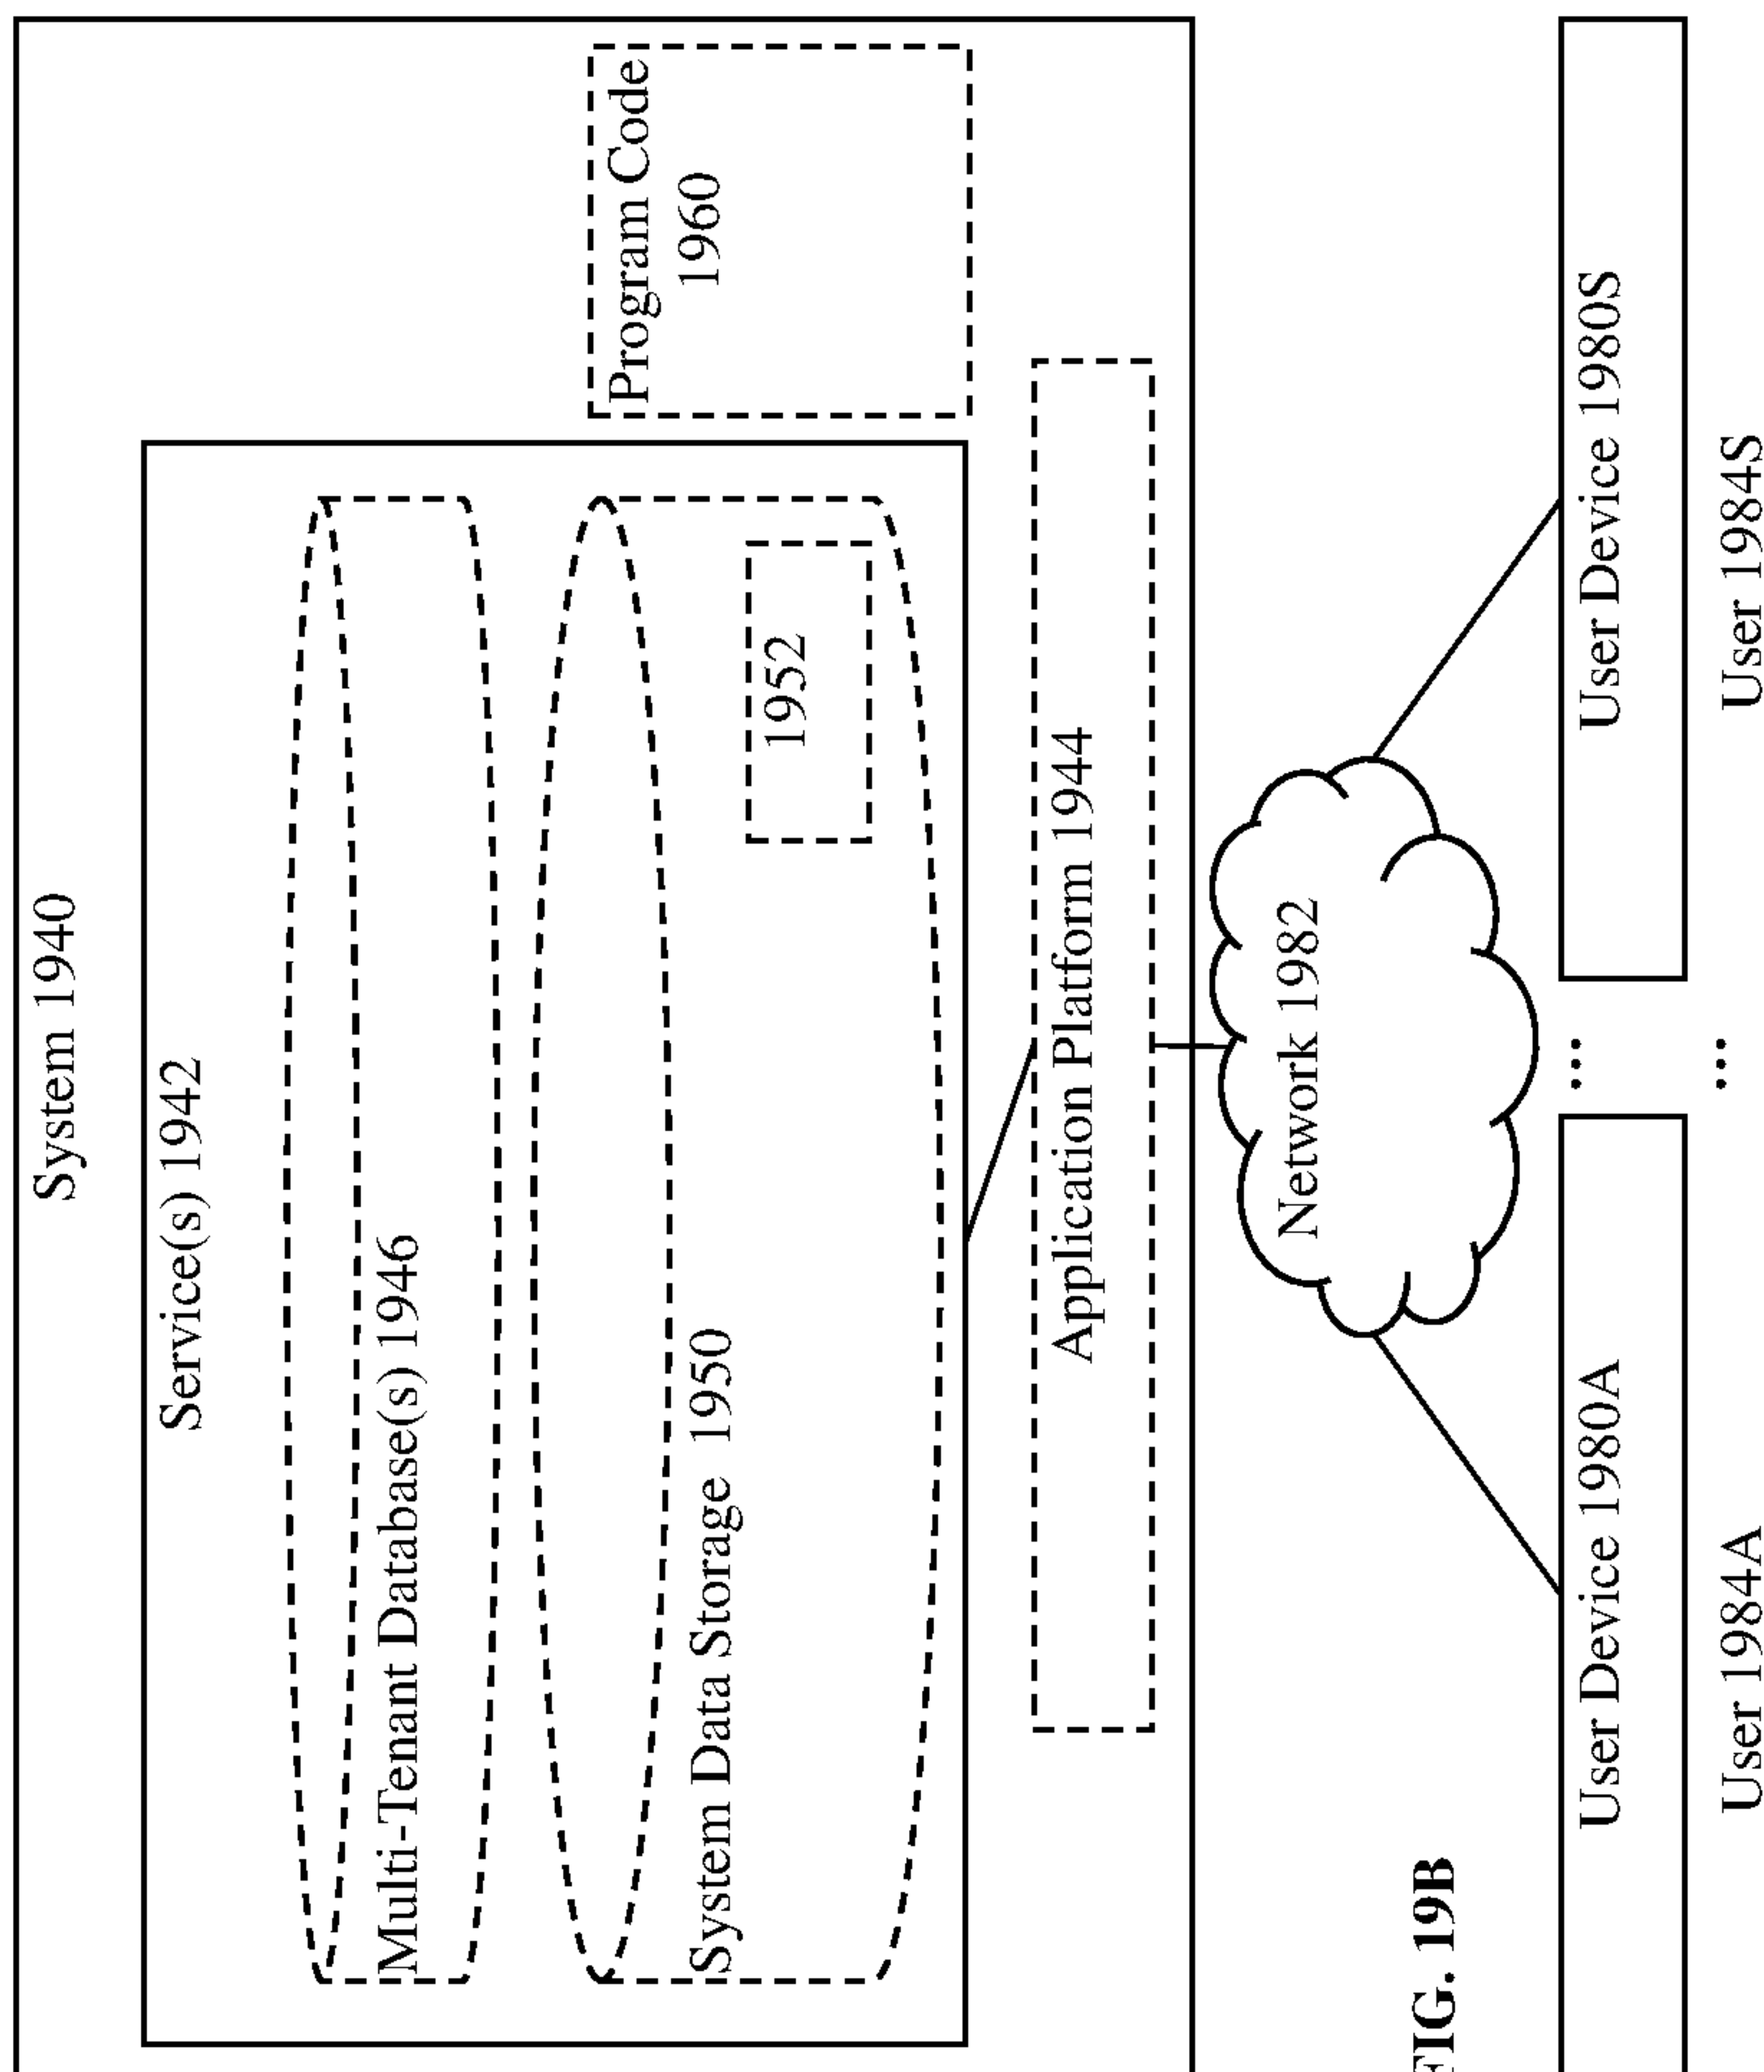 System 1940
Service(s) 1942
Multi-Tenant Database(s) 1946
System Data Storage 1950
1952
Program Code
1960
Application Platform 1944
Network 1982
FIG. 19B
User Device 1980A
...
User Device 1980S
User 1984A
...
User 1984S